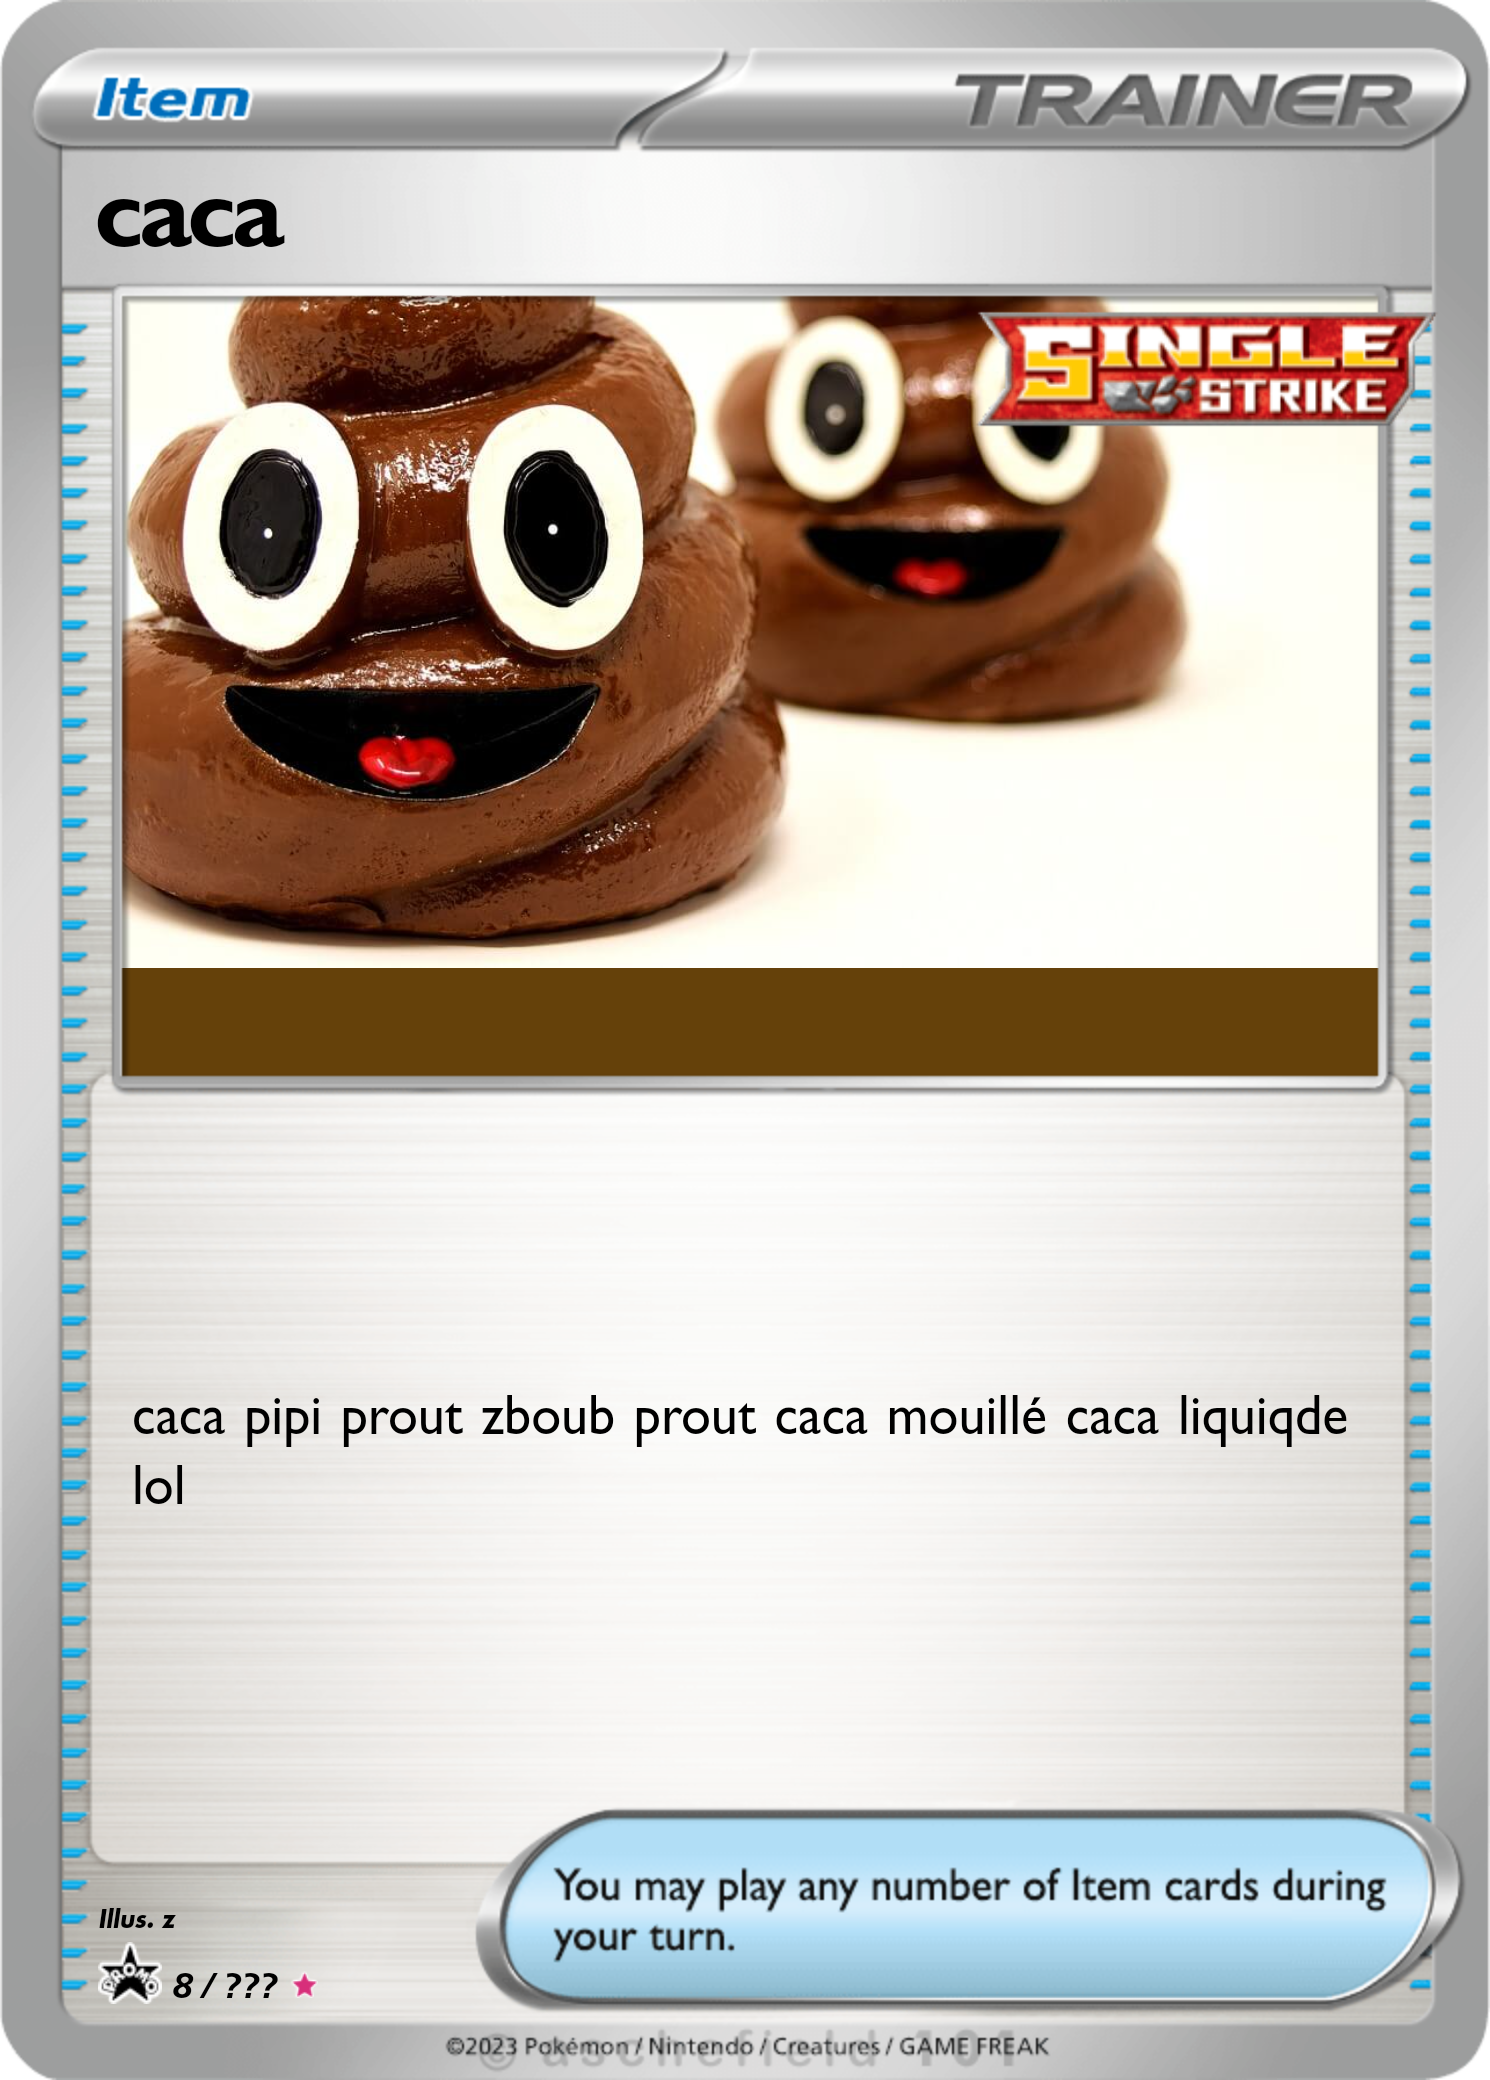 Item
TRAINER
caca
SINGLE
STRIKE
caca pipi prout zboub prout caca mouillé caca liquiqde
lol
You may play any number of Item cards during
your turn.
Illus. z
PROMO
8 / ???
©2023 Pokémon / Nintendo / Creatures / GAME FREAK